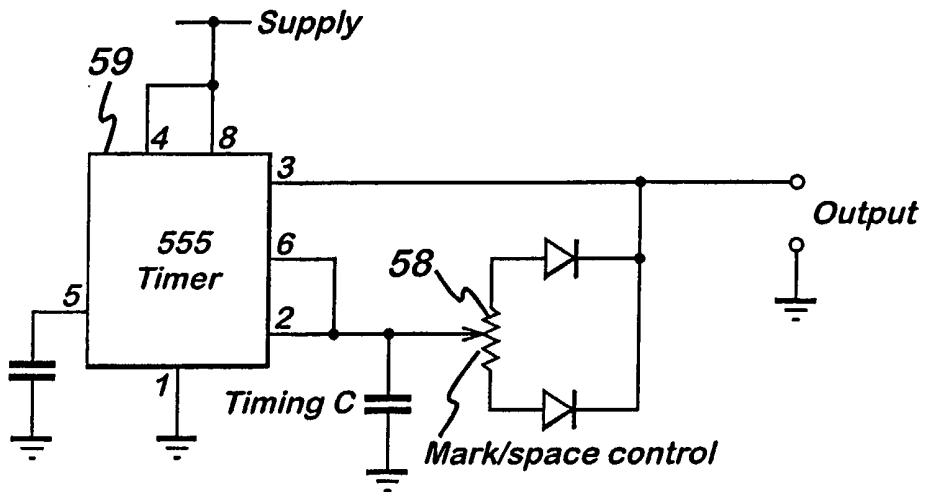 Supply
59
4
8
3
555
Timer
6
Output
58
5
2
1
Timing C
Mark/space control